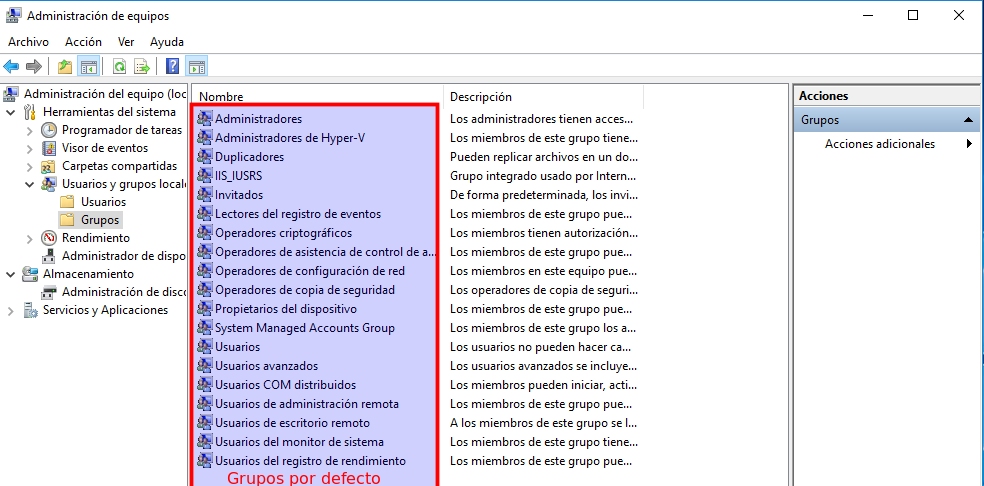 Administración de equipos
Archivo Acción Ver Ayuda
Administración del equipo (loc
Herramientas del sistema
Programador de tareas
Visor de eventos
Carpetas compartidas
Usuarios y grupos locale
Usuarios
Grupos
Rendimiento
Administrador de dispo
Almacenamiento
Administración de disco
Servicios y Aplicaciones
Nombre Descripción
Administradores Los administradores tienen acces...
Administradores de Hyper-V Los miembros de este grupo tiene...
Duplicadores Pueden replicar archivos en un do...
IIS_IUSRS Grupo integrado usado por Intern...
Invitados De forma predeterminada, los invi...
Lectores del registro de eventos Los miembros de este grupo pue...
Operadores criptográficos Los miembros tienen autorización...
Operadores de asistencia de control de a... Los miembros de este grupo pue...
Operadores de configuración de red Los miembros en este equipo pue...
Operadores de copia de seguridad Los operadores de copia de seguri...
Propietarios del dispositivo Los miembros de este grupo pue...
System Managed Accounts Group Los miembros de este grupo los a...
Usuarios Los usuarios no pueden hacer ca...
Usuarios avanzados Los usuarios avanzados se incluye...
Usuarios COM distribuidos Los miembros pueden iniciar, acti...
Usuarios de administración remota Los miembros de este grupo pue...
Usuarios de escritorio remoto A los miembros de este grupo se l...
Usuarios del monitor de sistema Los miembros de este grupo tiene...
Usuarios del registro de rendimiento Los miembros de este grupo pue...
Grupos por defecto
Acciones
Grupos
Acciones adicionales